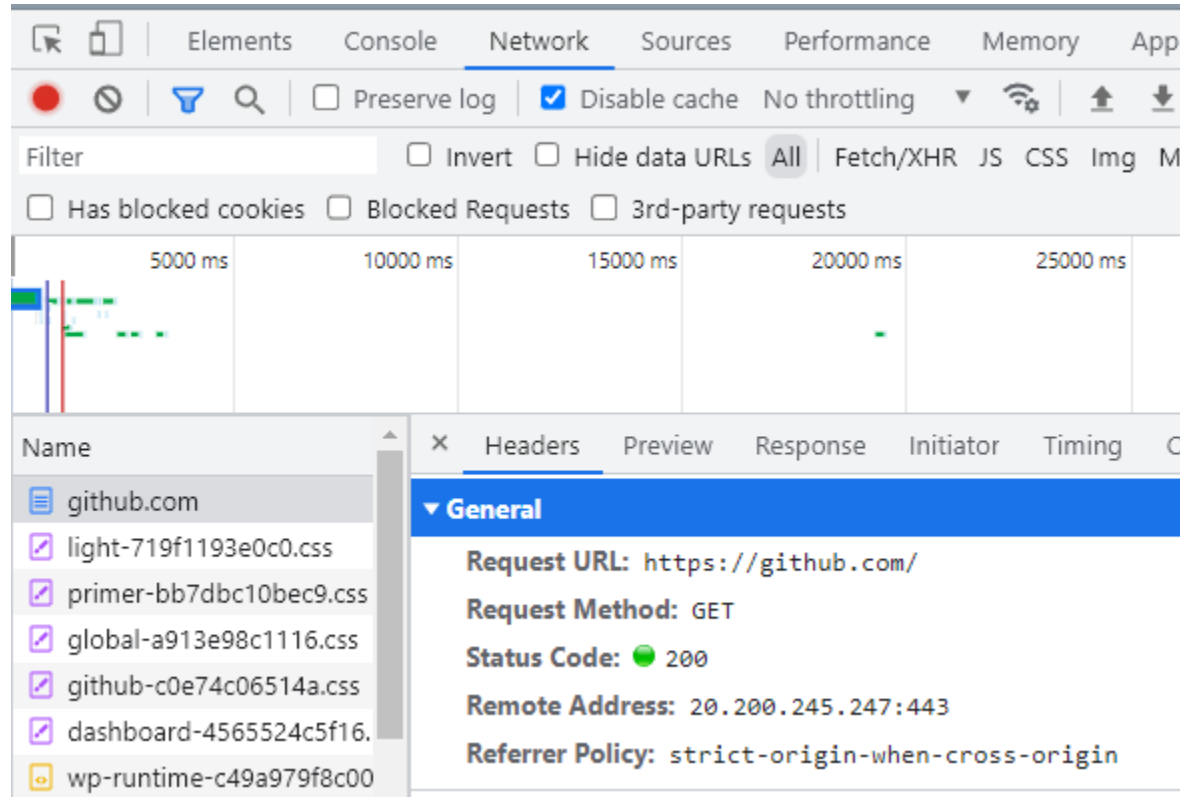 Elements Console Network Sources Performance Memory App
Preserve log Disable cache No throttling
Filter Invert Hide data URLs All Fetch/XHR JS CSS Img M
Has blocked cookies Blocked Requests 3rd-party requests
5000 ms 10000 ms 15000 ms 20000 ms 25000 ms
Name
github.com
light-719f1193e0c0.css
primer-bb7dbc10bec9.css
global-a913e98c1116.css
github-c0e74c06514a.css
dashboard-4565524c5f16.
wp-runtime-c49a979f8c00
Headers Preview Response Initiator Timing C
General
Request URL: https://github.com/
Request Method: GET
Status Code: 200
Remote Address: 20.200.245.247:443
Referrer Policy: strict-origin-when-cross-origin